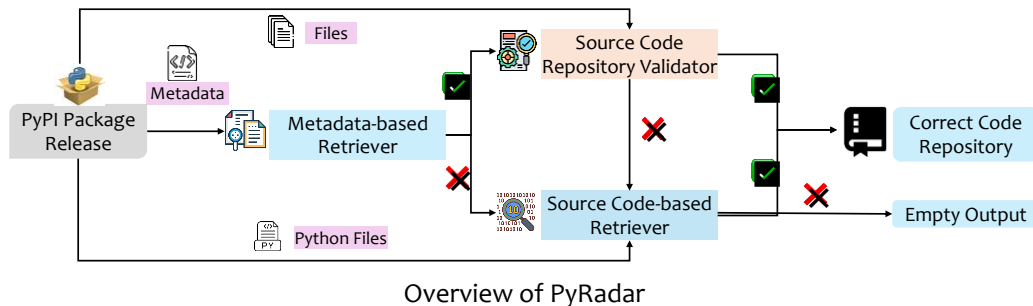 Files
Source Code
Repository Validator
Metadata
PyPI Package
Release
Metadata-based
Retriever
Correct Code
Repository
Source Code-based
Retriever
Empty Output
PY
Python Files
Overview of PyRadar